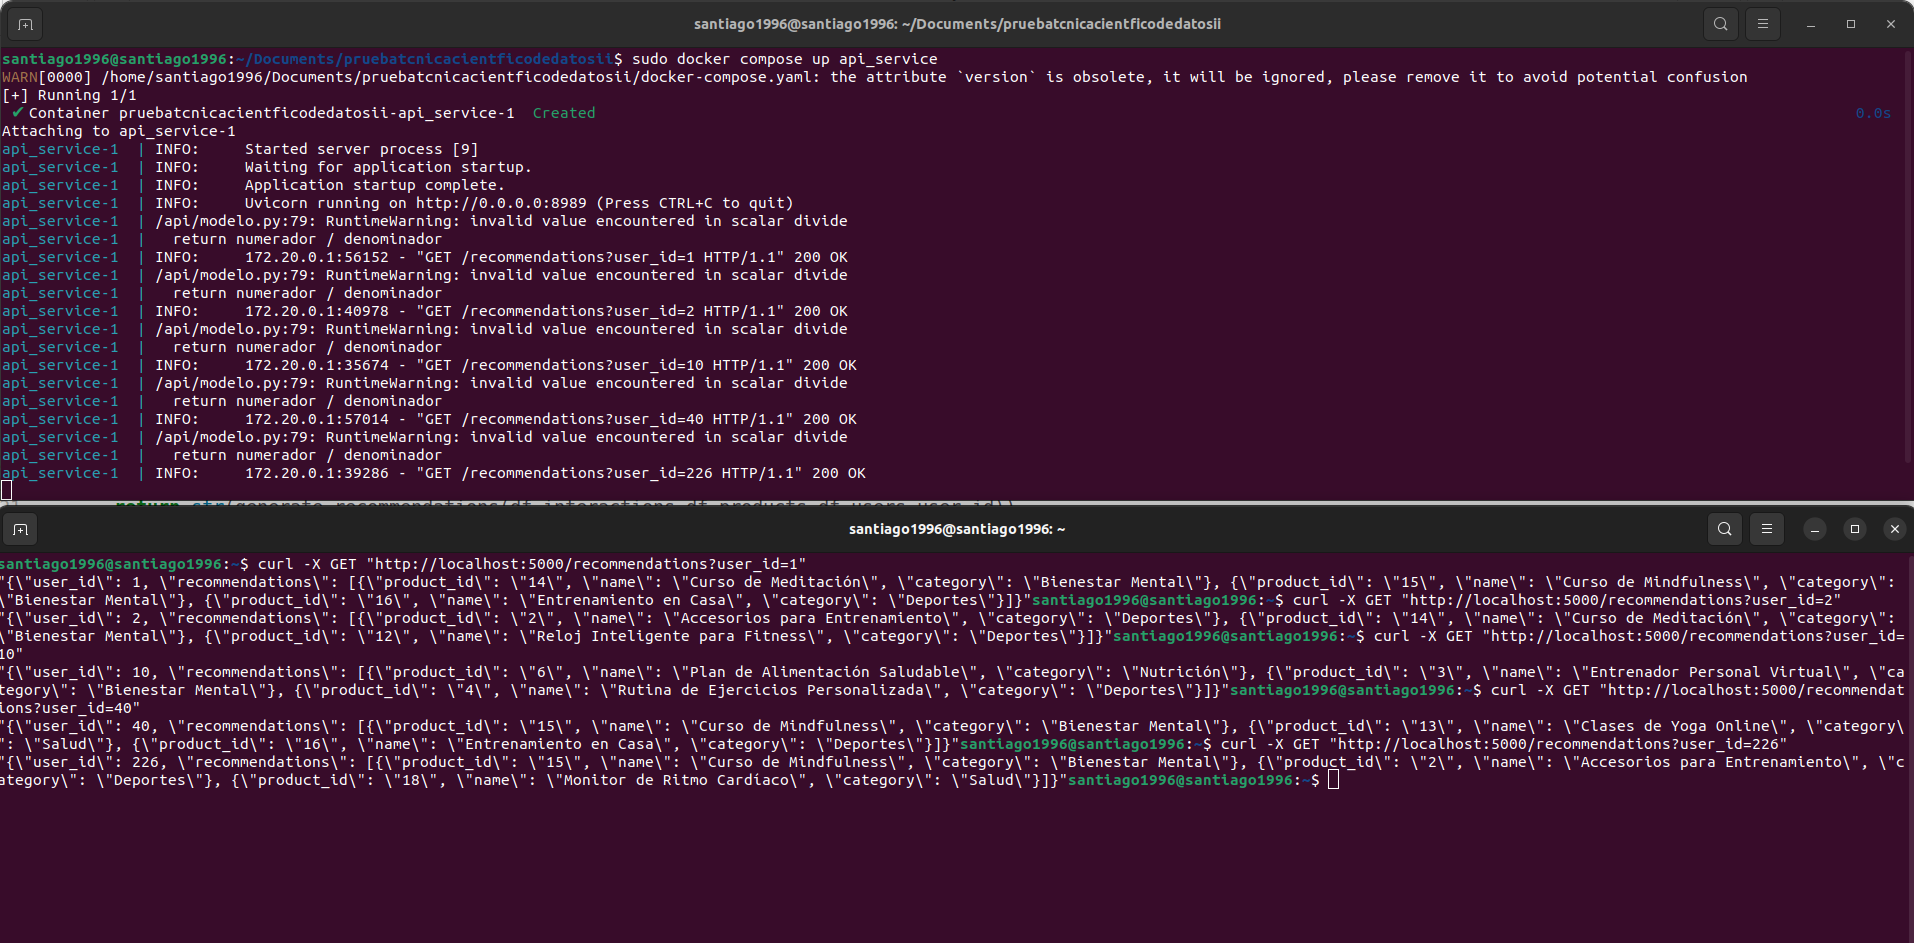 santiago1996@santiago1996: ~/Documents/pruebatcnicacientficodedatosii
santiago1996@santiago1996:~/Documents/pruebatcnicacientficodedatosii$ sudo docker compose up api_service
WARN[0000] /home/santiago1996/Documents/pruebatcnicacientficodedatosii/docker-compose.yaml: the attribute `version` is obsolete, it will be ignored, please remove it to avoid potential confusion
[+] Running 1/1
✔ Container pruebatcnicacientficodedatosii-api_service-1  Created 0.0s
Attaching to api_service-1
api_service-1  | INFO:     Started server process [9]
api_service-1  | INFO:     Waiting for application startup.
api_service-1  | INFO:     Application startup complete.
api_service-1  | INFO:     Uvicorn running on http://0.0.0.0:8989 (Press CTRL+C to quit)
api_service-1  | /api/modelo.py:79: RuntimeWarning: invalid value encountered in scalar divide
api_service-1  |   return numerador / denominador
api_service-1  | INFO:     172.20.0.1:56152 - "GET /recommendations?user_id=1 HTTP/1.1" 200 OK
api_service-1  | /api/modelo.py:79: RuntimeWarning: invalid value encountered in scalar divide
api_service-1  |   return numerador / denominador
api_service-1  | INFO:     172.20.0.1:40978 - "GET /recommendations?user_id=2 HTTP/1.1" 200 OK
api_service-1  | /api/modelo.py:79: RuntimeWarning: invalid value encountered in scalar divide
api_service-1  |   return numerador / denominador
api_service-1  | INFO:     172.20.0.1:35674 - "GET /recommendations?user_id=10 HTTP/1.1" 200 OK
api_service-1  | /api/modelo.py:79: RuntimeWarning: invalid value encountered in scalar divide
api_service-1  |   return numerador / denominador
api_service-1  | INFO:     172.20.0.1:57014 - "GET /recommendations?user_id=40 HTTP/1.1" 200 OK
api_service-1  | /api/modelo.py:79: RuntimeWarning: invalid value encountered in scalar divide
api_service-1  |   return numerador / denominador
api_service-1  | INFO:     172.20.0.1:39286 - "GET /recommendations?user_id=226 HTTP/1.1" 200 OK
santiago1996@santiago1996: ~
santiago1996@santiago1996:~$ curl -X GET "http://localhost:5000/recommendations?user_id=1"
"{\"user_id\": 1, \"recommendations\": [{\"product_id\": \"14\", \"name\": \"Curso de Meditación\", \"category\": \"Bienestar Mental\"}, {\"product_id\": \"15\", \"name\": \"Curso de Mindfulness\", \"category\":
\"Bienestar Mental\"}, {\"product_id\": \"16\", \"name\": \"Entrenamiento en Casa\", \"category\": \"Deportes\"}]}"santiago1996@santiago1996:~$ curl -X GET "http://localhost:5000/recommendations?user_id=2"
"{\"user_id\": 2, \"recommendations\": [{\"product_id\": \"2\", \"name\": \"Accesorios para Entrenamiento\", \"category\": \"Deportes\"}, {\"product_id\": \"14\", \"name\": \"Curso de Meditación\", \"category\":
\"Bienestar Mental\"}, {\"product_id\": \"12\", \"name\": \"Reloj Inteligente para Fitness\", \"category\": \"Deportes\"}]}"santiago1996@santiago1996:~$ curl -X GET "http://localhost:5000/recommendations?user_id=
10"
"{\"user_id\": 10, \"recommendations\": [{\"product_id\": \"6\", \"name\": \"Plan de Alimentación Saludable\", \"category\": \"Nutrición\"}, {\"product_id\": \"3\", \"name\": \"Entrenador Personal Virtual\", \"ca
tegory\": \"Bienestar Mental\"}, {\"product_id\": \"4\", \"name\": \"Rutina de Ejercicios Personalizada\", \"category\": \"Deportes\"}]}"santiago1996@santiago1996:~$ curl -X GET "http://localhost:5000/recommendat
ions?user_id=40"
"{\"user_id\": 40, \"recommendations\": [{\"product_id\": \"15\", \"name\": \"Curso de Mindfulness\", \"category\": \"Bienestar Mental\"}, {\"product_id\": \"13\", \"name\": \"Clases de Yoga Online\", \"category\
": \"Salud\"}, {\"product_id\": \"16\", \"name\": \"Entrenamiento en Casa\", \"category\": \"Deportes\"}]}"santiago1996@santiago1996:~$ curl -X GET "http://localhost:5000/recommendations?user_id=226"
"{\"user_id\": 226, \"recommendations\": [{\"product_id\": \"15\", \"name\": \"Curso de Mindfulness\", \"category\": \"Bienestar Mental\"}, {\"product_id\": \"2\", \"name\": \"Accesorios para Entrenamiento\", \"c
ategory\": \"Deportes\"}, {\"product_id\": \"18\", \"name\": \"Monitor de Ritmo Cardíaco\", \"category\": \"Salud\"}]}"santiago1996@santiago1996:~$